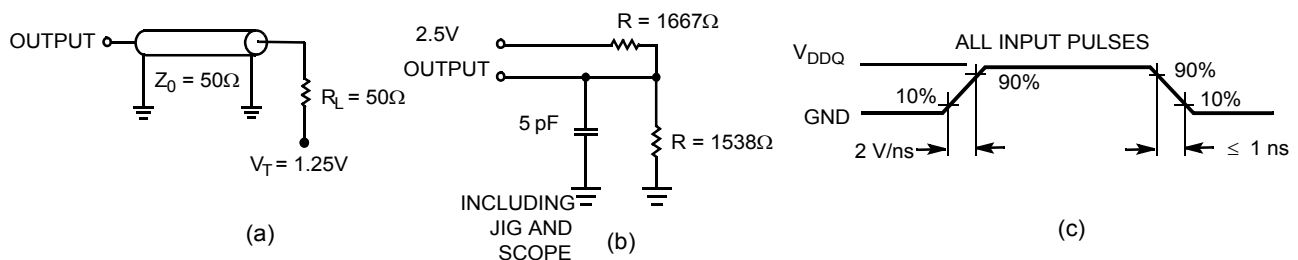 OUTPUT
Z0 = 50Ω
RL = 50Ω
VT = 1.25V
(a)
R = 1667Ω
2.5V
OUTPUT
5 pF
R = 1538Ω
INCLUDING
JIG AND
SCOPE
(b)
ALL INPUT PULSES
VDDQ
GND
10%
90%
90%
10%
2 V/ns
≤ 1 ns
(c)